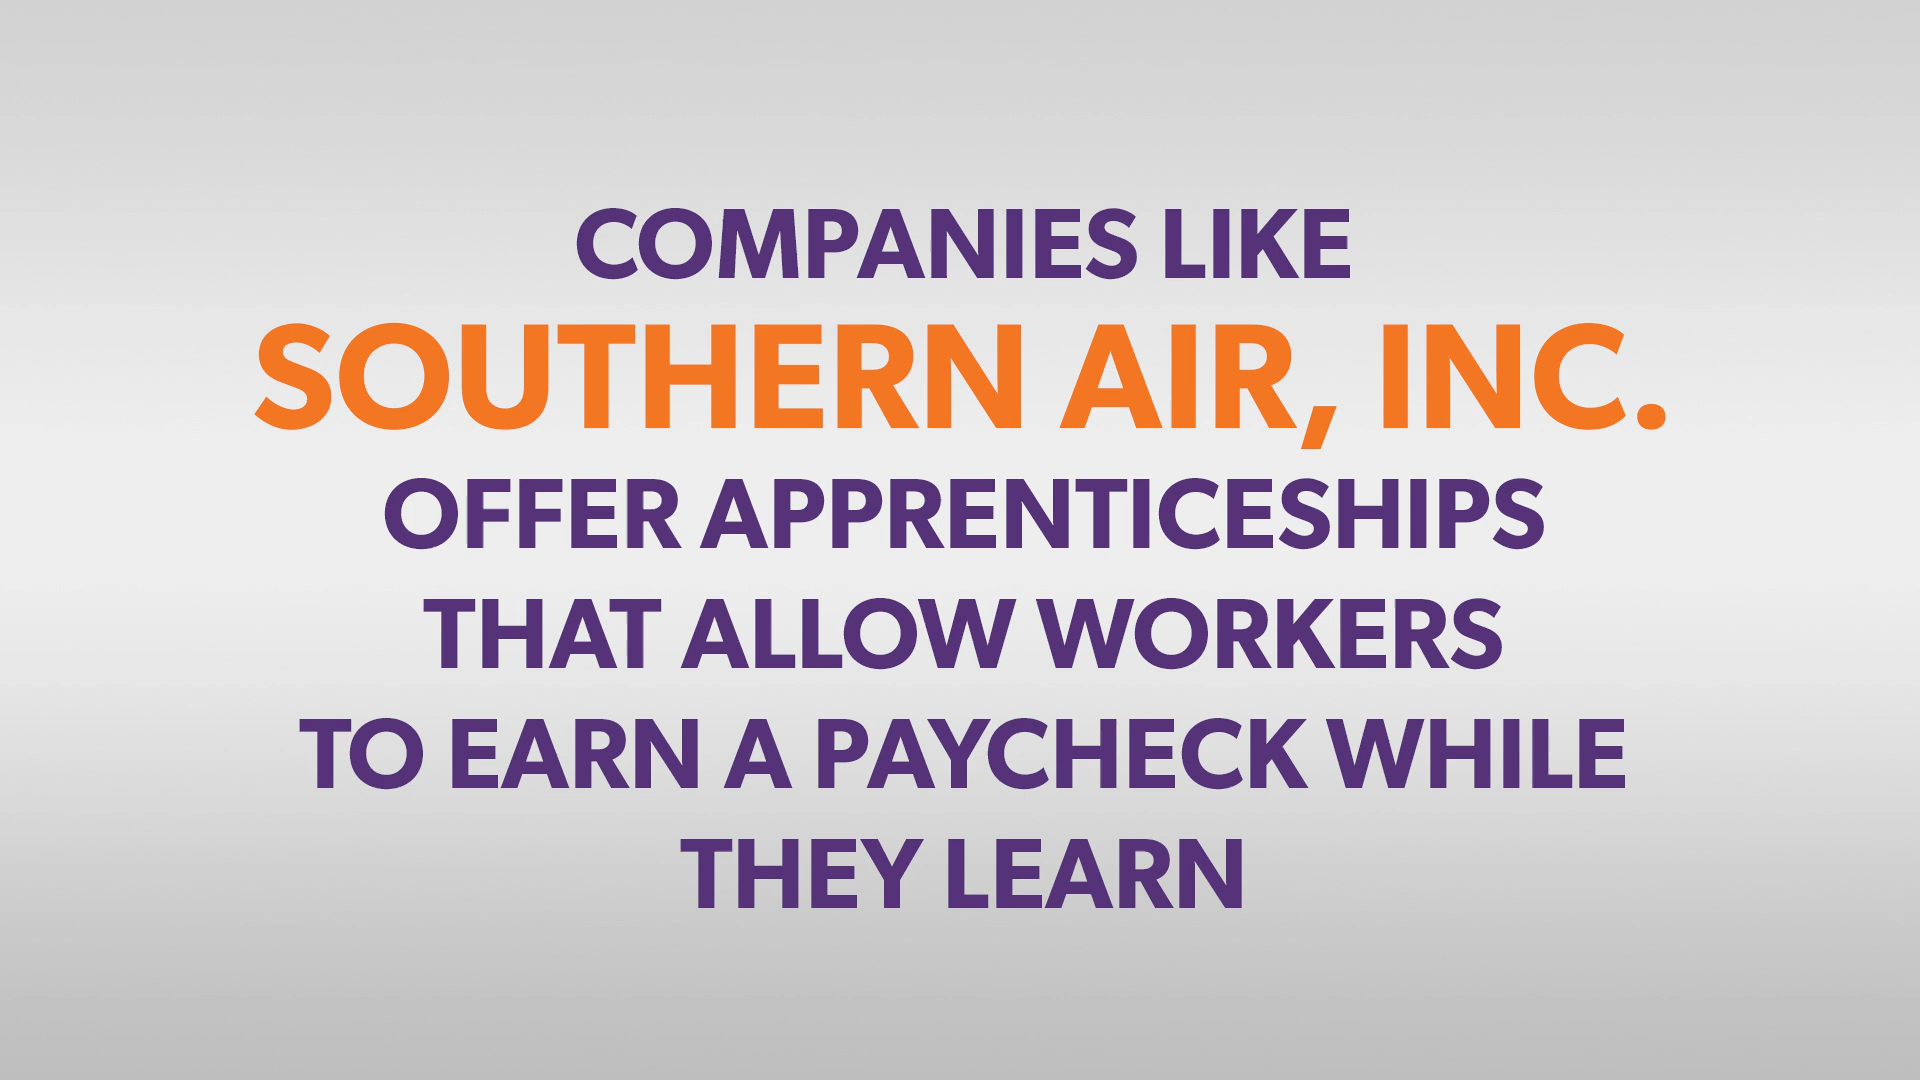 COMPANIES LIKE
SOUTHERN AIR, INC.
OFFER APPRENTICESHIPS
THAT ALLOW WORKERS
TO EARN A PAYCHECK WHILE
THEY LEARN